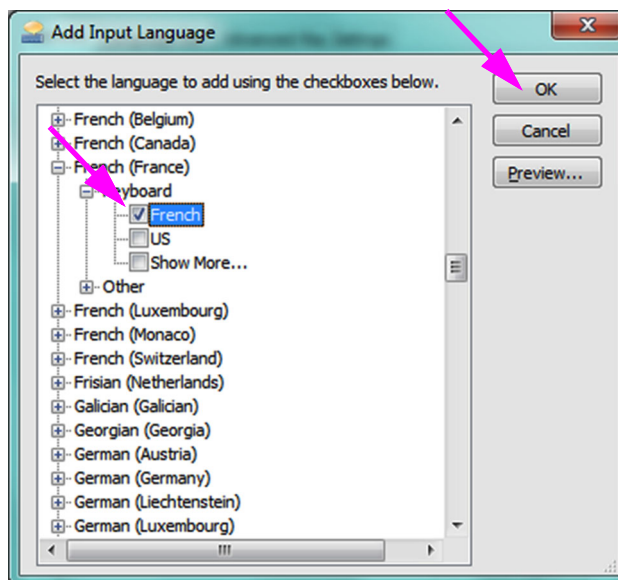 Add Input Language
Select the language to add using the checkboxes below.
OK
Cancel
Preview...
French (Belgium)
French (Canada)
French (France)
Keyboard
French
US
Show More...
Other
French (Luxembourg)
French (Monaco)
French (Switzerland)
Frisian (Netherlands)
Galician (Galician)
Georgian (Georgia)
German (Austria)
German (Germany)
German (Liechtenstein)
German (Luxembourg)